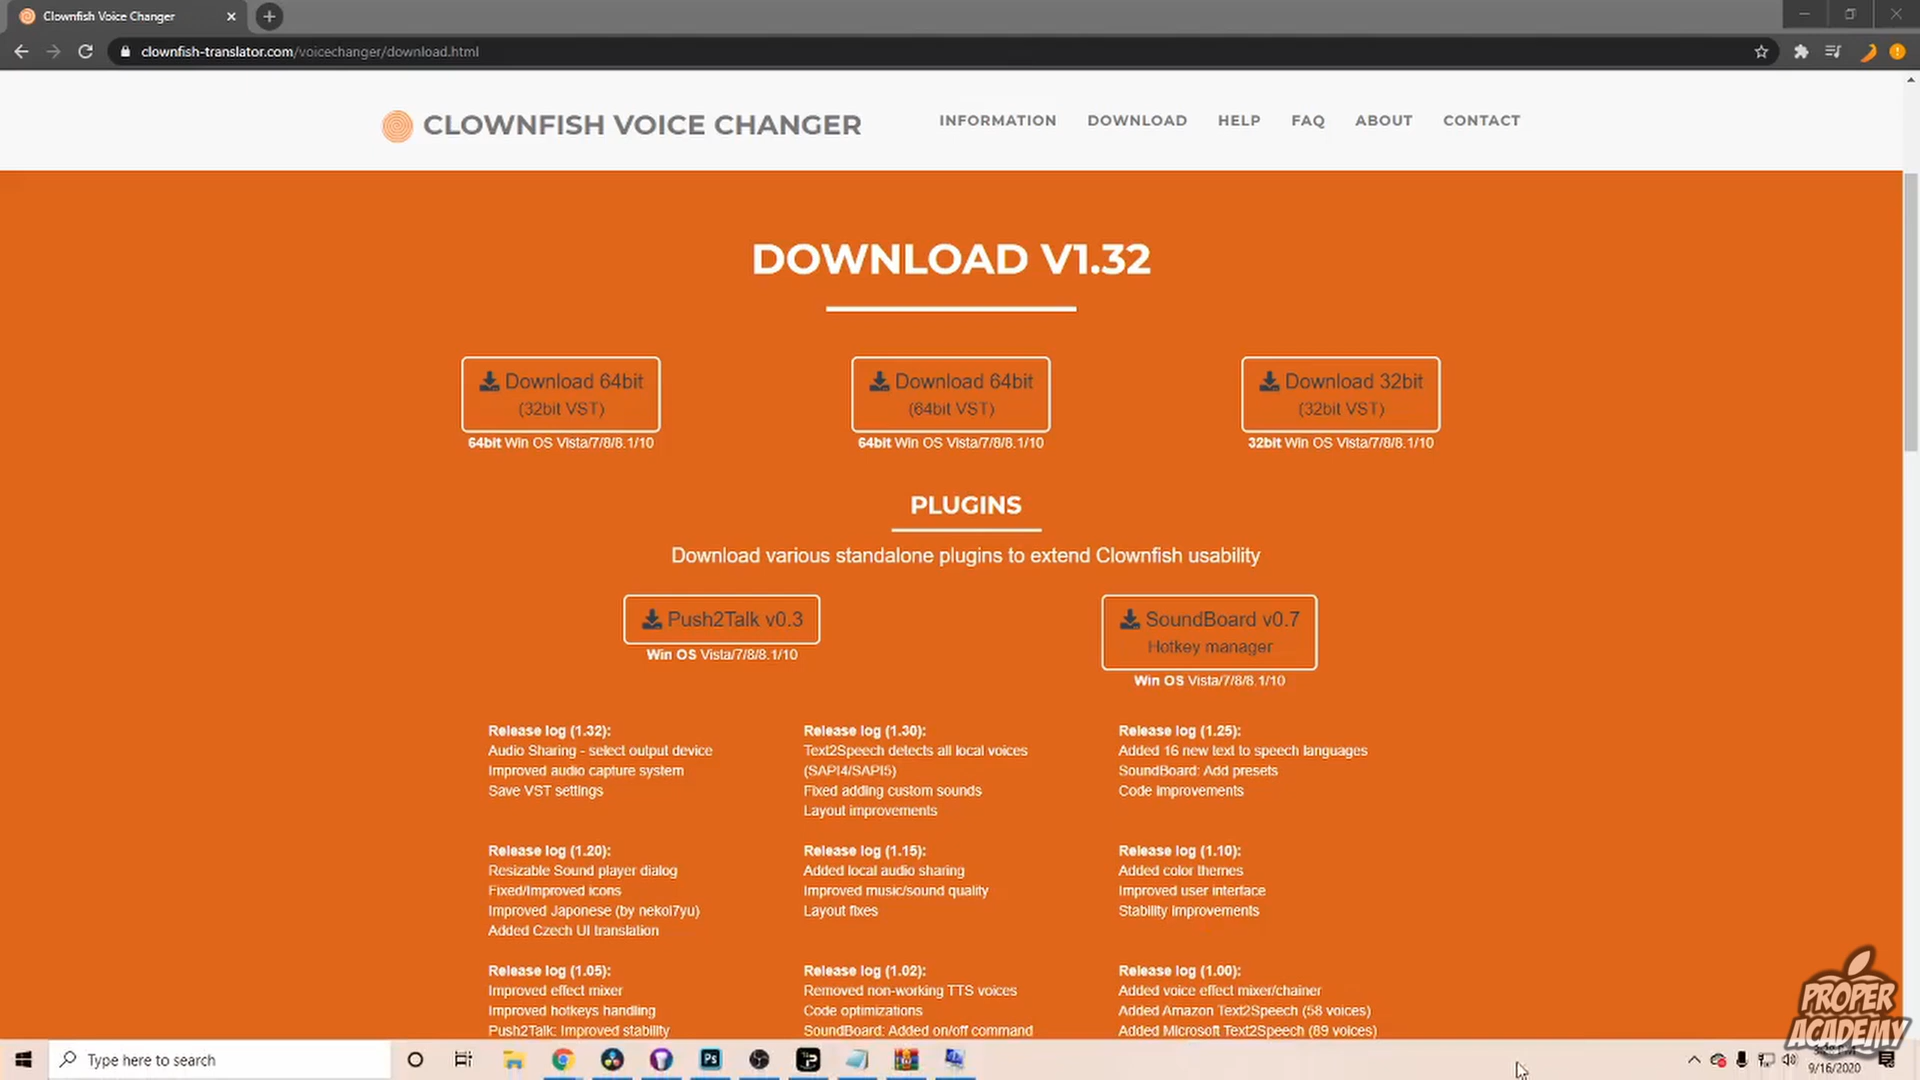 Clownfish Voice Changer
clownfish-translator.com/voicechanger/download.html
CLOWNFISH VOICE CHANGER
INFORMATION
DOWNLOAD
HELP
FAQ
ABOUT
CONTACT
DOWNLOAD V1.32
Download 64bit
(32bit VST)
64bit Win OS Vista/7/8/8.1/10
Download 64bit
(64bit VST)
64bit Win OS Vista/7/8/8.1/10
Download 32bit
(32bit VST)
32bit Win OS Vista/7/8/8.1/10
PLUGINS
Download various standalone plugins to extend Clownfish usability
Push2Talk v0.3
Win OS Vista/7/8/8.1/10
SoundBoard v0.7
Hotkey manager
Win OS Vista/7/8/8.1/10
Release log (1.32):
Audio Sharing - select output device
Improved audio capture system
Save VST settings
Release log (1.30):
Text2Speech detects all local voices
(SAPI4/SAPI5)
Fixed adding custom sounds
Layout improvements
Release log (1.25):
Added 16 new text to speech languages
SoundBoard: Add presets
Code improvements
Release log (1.20):
Resizable Sound player dialog
Fixed/Improved icons
Improved Japonese (by nekol7yu)
Added Czech UI translation
Release log (1.15):
Added local audio sharing
Improved music/sound quality
Layout fixes
Release log (1.10):
Added color themes
Improved user interface
Stability improvements
Release log (1.05):
Improved effect mixer
Improved hotkeys handling
Push2Talk: Improved stability
Release log (1.02):
Removed non-working TTS voices
Code optimizations
SoundBoard: Added on/off command
Release log (1.00):
Added voice effect mixer/chainer
Added Amazon Text2Speech (58 voices)
Added Microsoft Text2Speech (89 voices)
PROPER
ACADEMY
Type here to search
Ps
9/16/2020